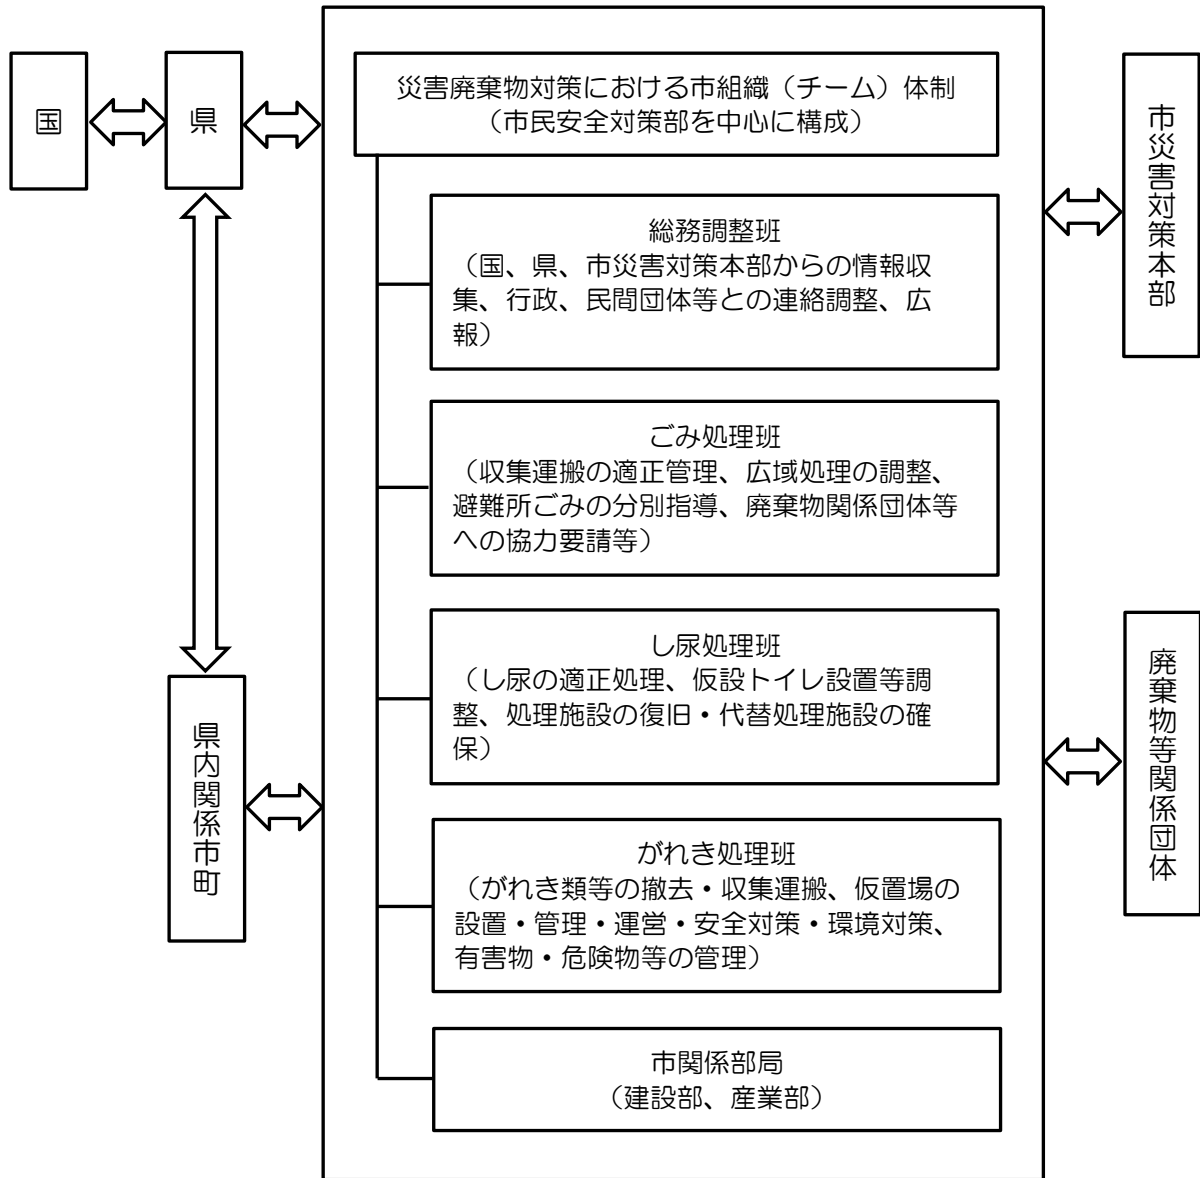 国
県
災害廃棄物対策における市組織（チーム）体制
（市民安全対策部を中心に構成）
市災害対策本部
総務調整班
（国、県、市災害対策本部からの情報収
集、行政、民間団体等との連絡調整、広
報）
ごみ処理班
（収集運搬の適正管理、広域処理の調整、
避難所ごみの分別指導、廃棄物関係団体等
への協力要請等）
し尿処理班
（し尿の適正処理、仮設トイレ設置等調
整、処理施設の復旧・代替処理施設の確
保）
県内関係市町
廃棄物等関係団体
がれき処理班
（がれき類等の撤去・収集運搬、仮置場の
設置・管理・運営・安全対策・環境対策、
有害物・危険物等の管理）
市関係部局
（建設部、産業部）